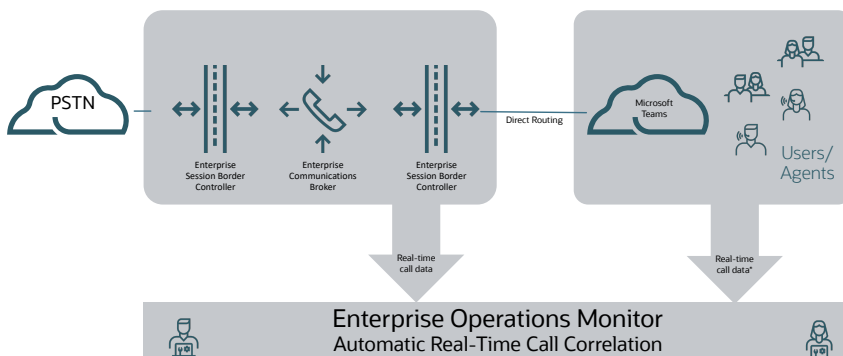 PSTN
Enterprise
Session Border
Controller
Enterprise
Communications
Broker
Enterprise
Session Border
Controller
Direct Routing
Microsoft
Teams
Users/
Agents
Real-time
call data
Real-time
call data*
Enterprise Operations Monitor
Automatic Real-Time Call Correlation